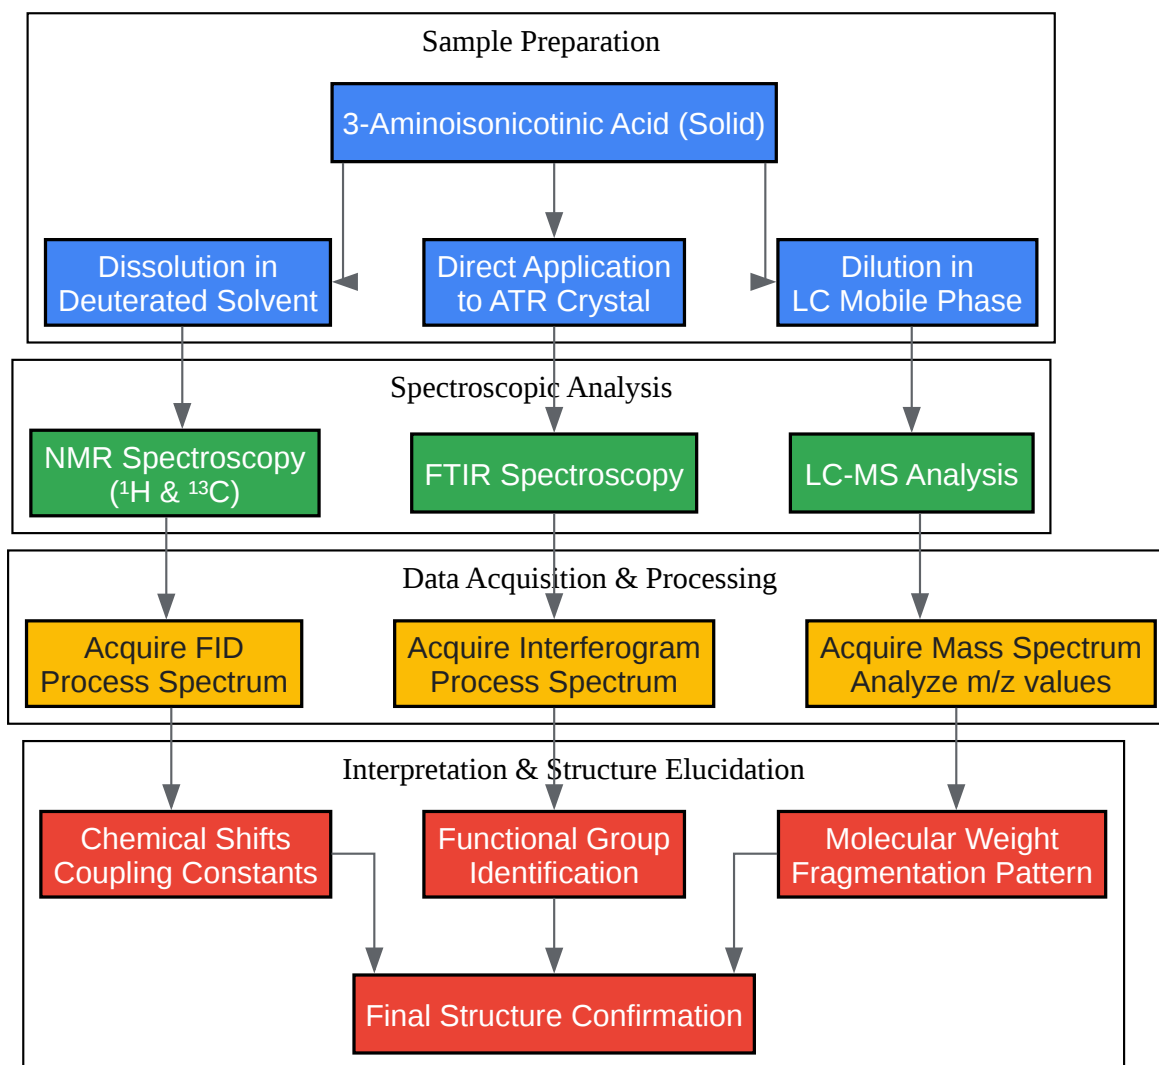 Sample Preparation
3-Aminoisonicotinic Acid (Solid)
Dissolution in
Deuterated Solvent
Direct Application
to ATR Crystal
Dilution in
LC Mobile Phase
Spectroscopic Analysis
NMR Spectroscopy
(¹H & ¹³C)
FTIR Spectroscopy
LC-MS Analysis
Data Acquisition & Processing
Acquire FID
Process Spectrum
Acquire Interferogram
Process Spectrum
Acquire Mass Spectrum
Analyze m/z values
Interpretation & Structure Elucidation
Chemical Shifts
Coupling Constants
Functional Group
Identification
Molecular Weight
Fragmentation Pattern
Final Structure Confirmation